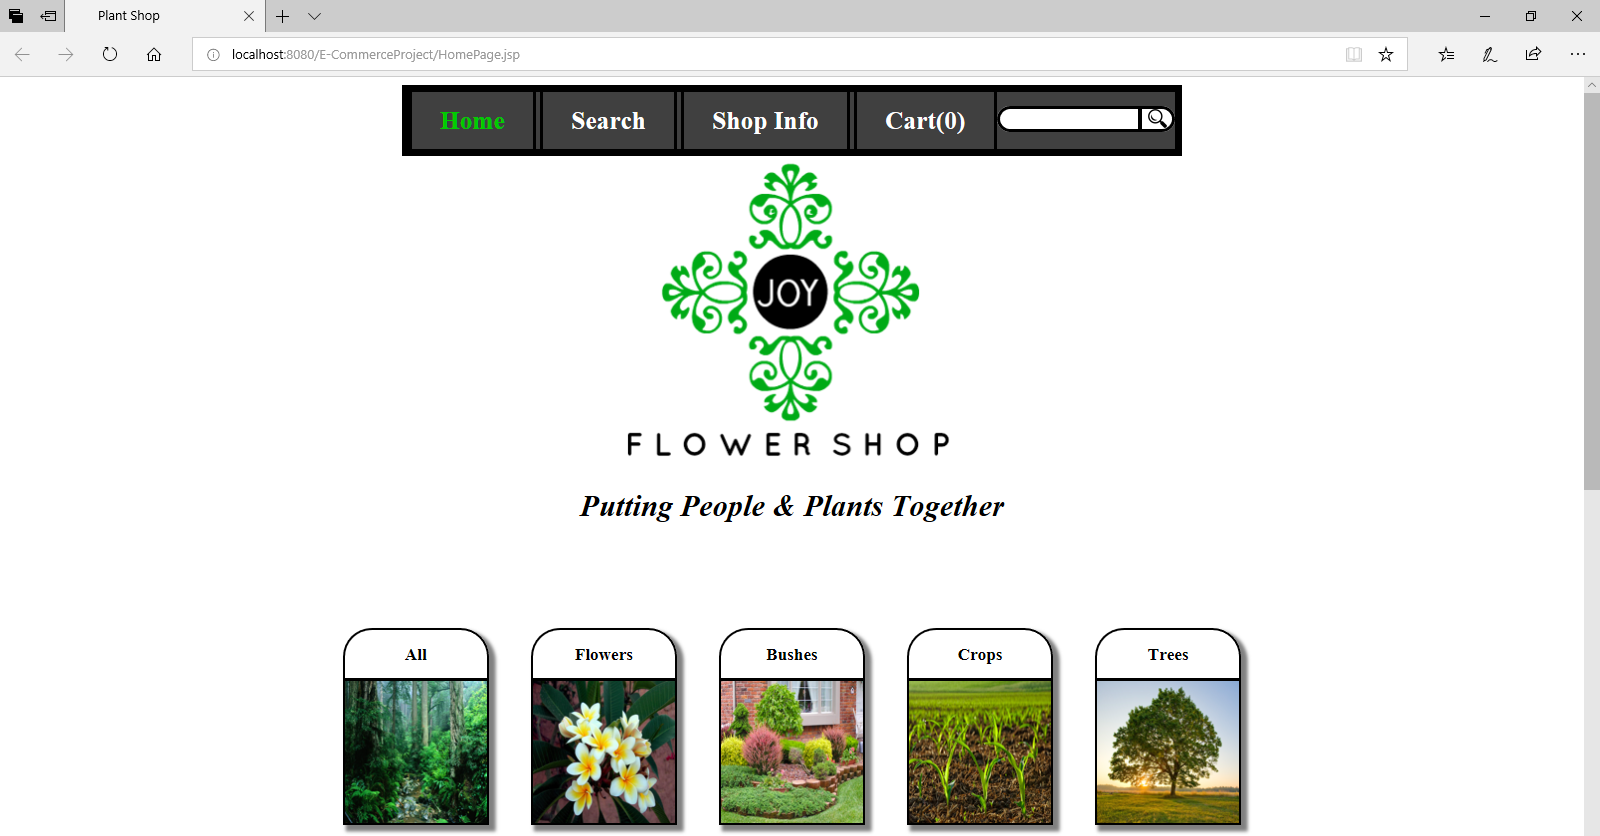 Plant Shop
localhost:8080/E-CommerceProject/HomePage.jsp
Home Search Shop Info Cart(0)
JOY
FLOWER SHOP
Putting People & Plants Together
All Flowers Bushes Crops Trees